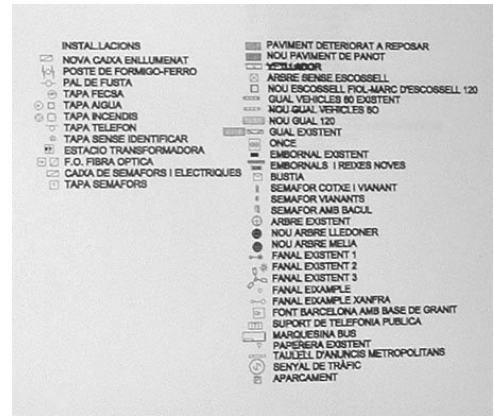 INSTAL.LACIONS
NOVA CAIXA ENLLUMENAT
POSTE DE FORMIGO-FERRO
PAL DE FUSTA
TAPA FECSA
TAPA AIGUA
TAPA INCENDIS
TAPA TELEFON
TAPA SENSE IDENTIFICAR
ESTACIO TRANSFORMADORA
F.O. FIBRA OPTICA
CAIXA DE SEMAFORS I ELECTRIQUES
TAPA SEMAFORS
PAVIMENT DETERIORAT A REPOSAR
NOU PAVIMENT DE PANOT
VETLLADOR
ARBRE SENSE ESCOSSELL
NOU ESCOSSELL FIOL-MARC D'ESCOSSELL 120
GUAL VEHICLES 60 EXISTENT
NOU GUAL VEHICLES 60
NOU GUAL 120
GUAL EXISTENT
ONCE
EMBORNAL EXISTENT
EMBORNALS I REIXES NOVES
BUSTIA
SEMAFOR COTXE I VIANANT
SEMAFOR VIANANTS
SEMAFOR AMB BACUL
ARBRE EXISTENT
NOU ARBRE LLEDONER
NOU ARBRE MELIA
FANAL EXISTENT 1
FANAL EXISTENT 2
FANAL EXISTENT 3
FANAL EIXAMPLE
FANAL EIXAMPLE XANFRA
FONT BARCELONA AMB BASE DE GRANIT
SUPORT DE TELEFONIA PUBLICA
MARQUESINA BUS
PAPERERA EXISTENT
TAULELL D'ANUNCIS METROPOLITANS
SENYAL DE TRÀFIC
APARCAMENT